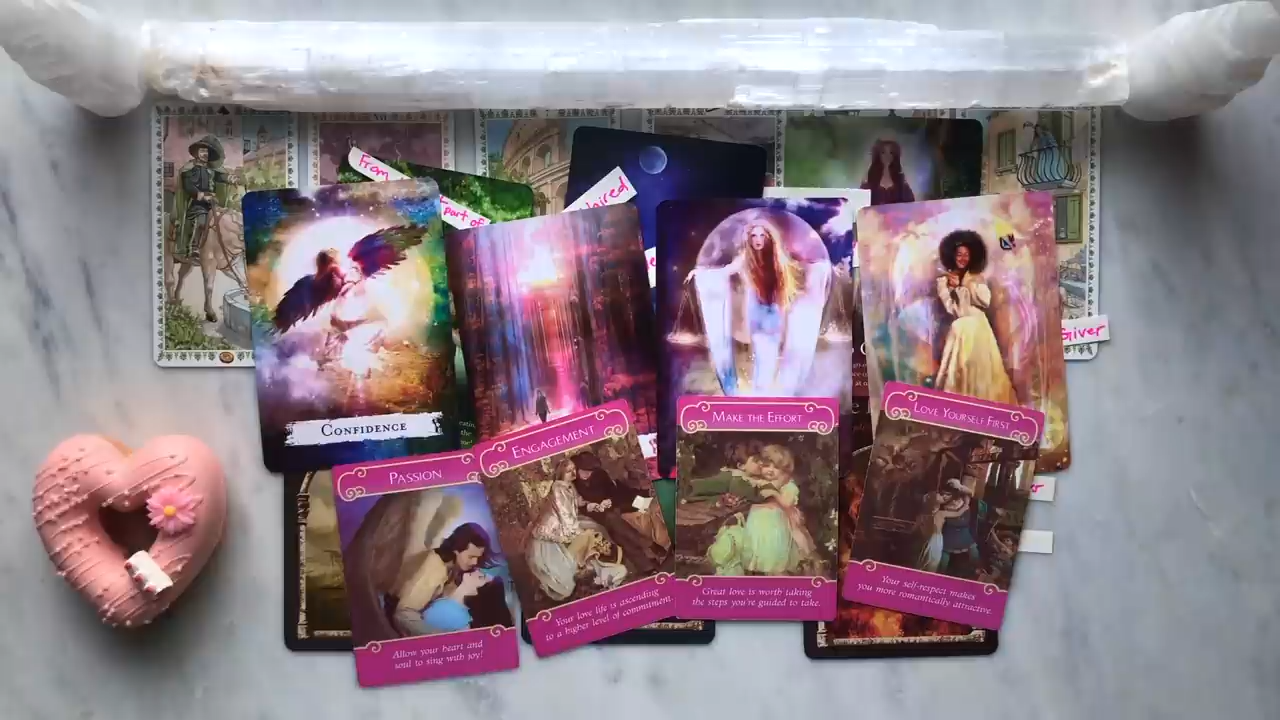 From
part of
Giver
CONFIDENCE
PASSION
Allow your heart and
soul to sing with joy!
ENGAGEMENT
Your love life is ascending
to a higher level of commitment.
MAKE THE EFFORT
Great love is worth taking
the steps you're guided to take.
LOVE YOURSELF FIRST
Your self-respect makes
you more romantically attractive.